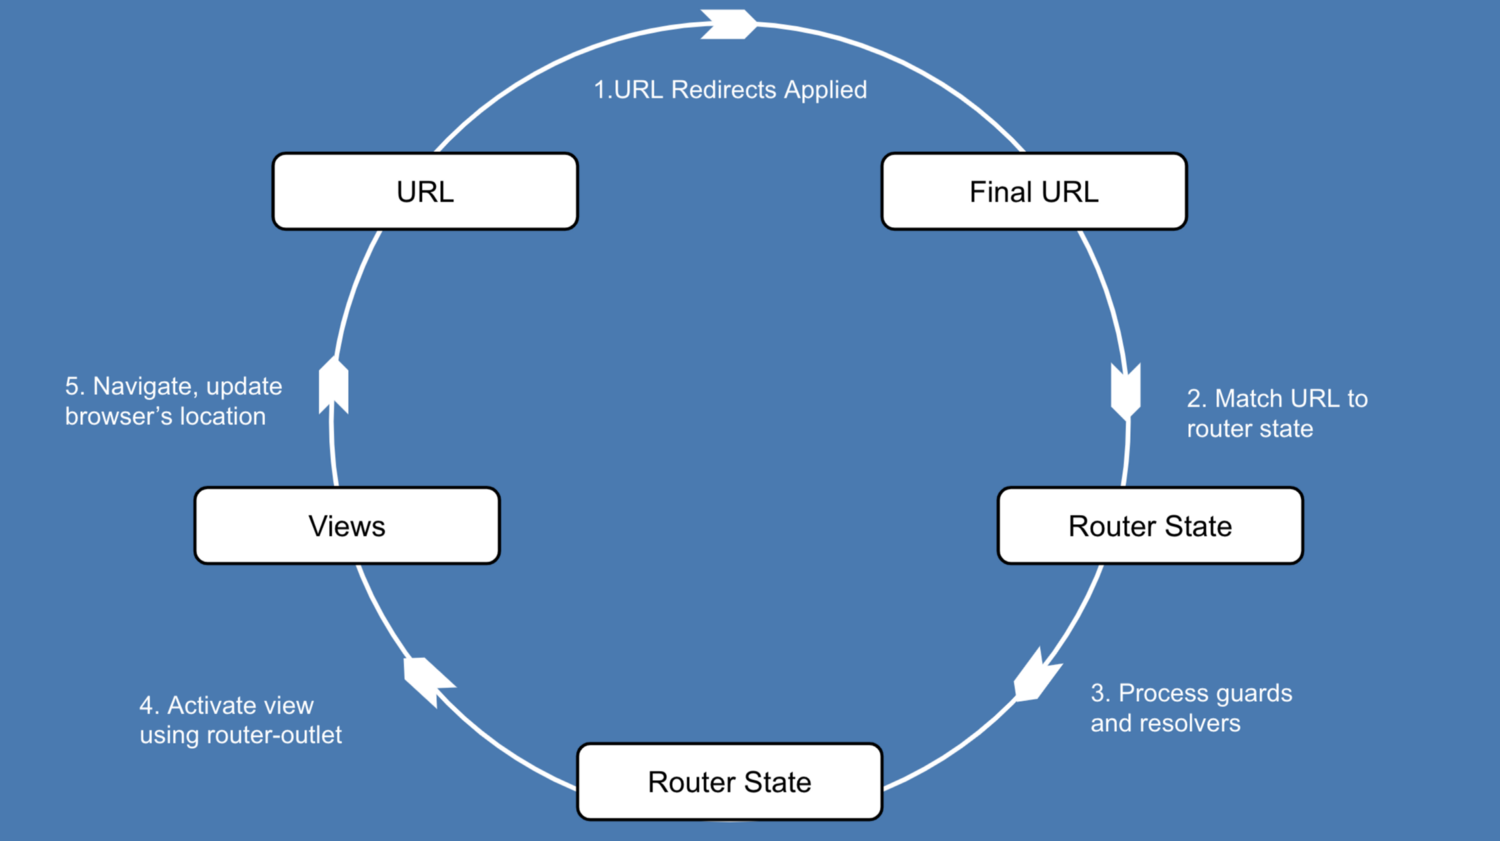 1.URL Redirects Applied
URL
Final URL
5. Navigate, update
browser’s location
2. Match URL to
router state
Views
Router State
4. Activate view
using router-outlet
3. Process guards
and resolvers
Router State